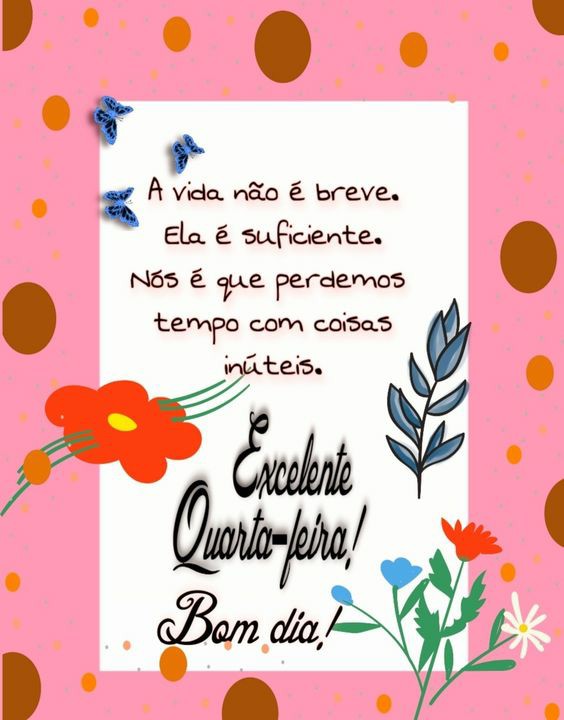 A vida não é breve.
Ela é suficiente.
Nós é que perdemos
tempo com coisas
inúteis.
Excelente
Quarta-feira!
Bom dia,!